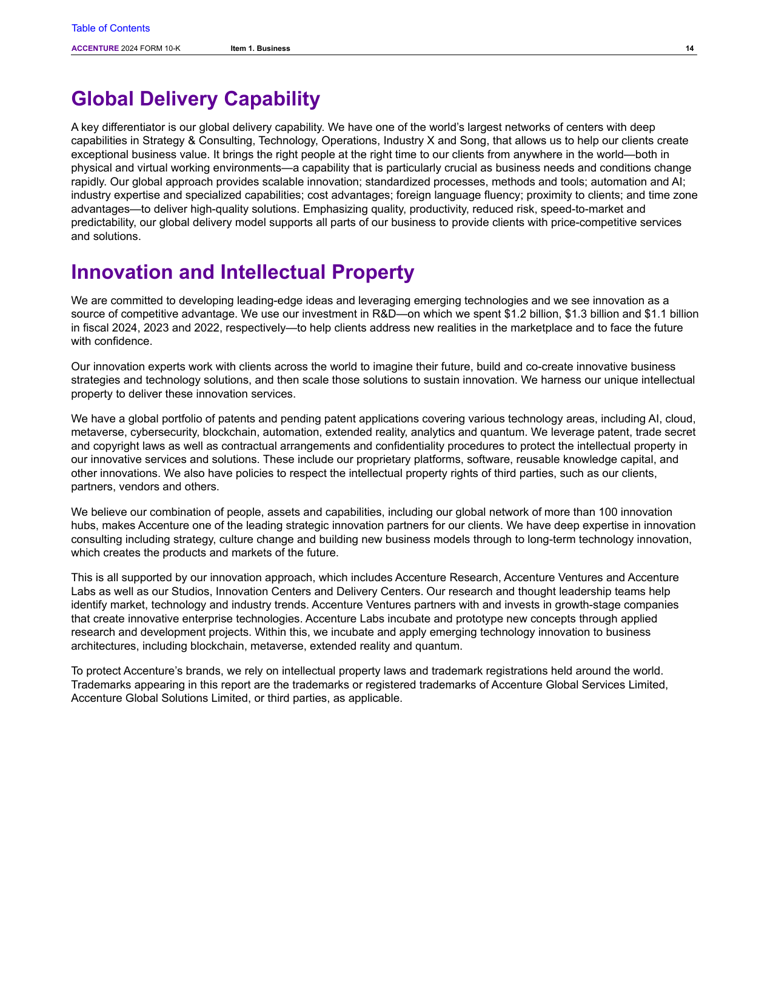 Table of Contents
ACCENTURE 2024 FORM 10-K Item 1. Business 14
Global Delivery Capability
A key differentiator is our global delivery capability. We have one of the world’s largest networks of centers with deep
capabilities in Strategy & Consulting, Technology, Operations, Industry X and Song, that allows us to help our clients create
exceptional business value. It brings the right people at the right time to our clients from anywhere in the world—both in
physical and virtual working environments—a capability that is particularly crucial as business needs and conditions change
rapidly. Our global approach provides scalable innovation; standardized processes, methods and tools; automation and AI;
industry expertise and specialized capabilities; cost advantages; foreign language fluency; proximity to clients; and time zone
advantages—to deliver high-quality solutions. Emphasizing quality, productivity, reduced risk, speed-to-market and
predictability, our global delivery model supports all parts of our business to provide clients with price-competitive services
and solutions.
Innovation and Intellectual Property
We are committed to developing leading-edge ideas and leveraging emerging technologies and we see innovation as a
source of competitive advantage. We use our investment in R&D—on which we spent $1.2 billion, $1.3 billion and $1.1 billion
in fiscal 2024, 2023 and 2022, respectively—to help clients address new realities in the marketplace and to face the future
with confidence.
Our innovation experts work with clients across the world to imagine their future, build and co-create innovative business
strategies and technology solutions, and then scale those solutions to sustain innovation. We harness our unique intellectual
property to deliver these innovation services.
We have a global portfolio of patents and pending patent applications covering various technology areas, including AI, cloud,
metaverse, cybersecurity, blockchain, automation, extended reality, analytics and quantum. We leverage patent, trade secret
and copyright laws as well as contractual arrangements and confidentiality procedures to protect the intellectual property in
our innovative services and solutions. These include our proprietary platforms, software, reusable knowledge capital, and
other innovations. We also have policies to respect the intellectual property rights of third parties, such as our clients,
partners, vendors and others.
We believe our combination of people, assets and capabilities, including our global network of more than 100 innovation
hubs, makes Accenture one of the leading strategic innovation partners for our clients. We have deep expertise in innovation
consulting including strategy, culture change and building new business models through to long-term technology innovation,
which creates the products and markets of the future.
This is all supported by our innovation approach, which includes Accenture Research, Accenture Ventures and Accenture
Labs as well as our Studios, Innovation Centers and Delivery Centers. Our research and thought leadership teams help
identify market, technology and industry trends. Accenture Ventures partners with and invests in growth-stage companies
that create innovative enterprise technologies. Accenture Labs incubate and prototype new concepts through applied
research and development projects. Within this, we incubate and apply emerging technology innovation to business
architectures, including blockchain, metaverse, extended reality and quantum.
To protect Accenture’s brands, we rely on intellectual property laws and trademark registrations held around the world.
Trademarks appearing in this report are the trademarks or registered trademarks of Accenture Global Services Limited,
Accenture Global Solutions Limited, or third parties, as applicable.